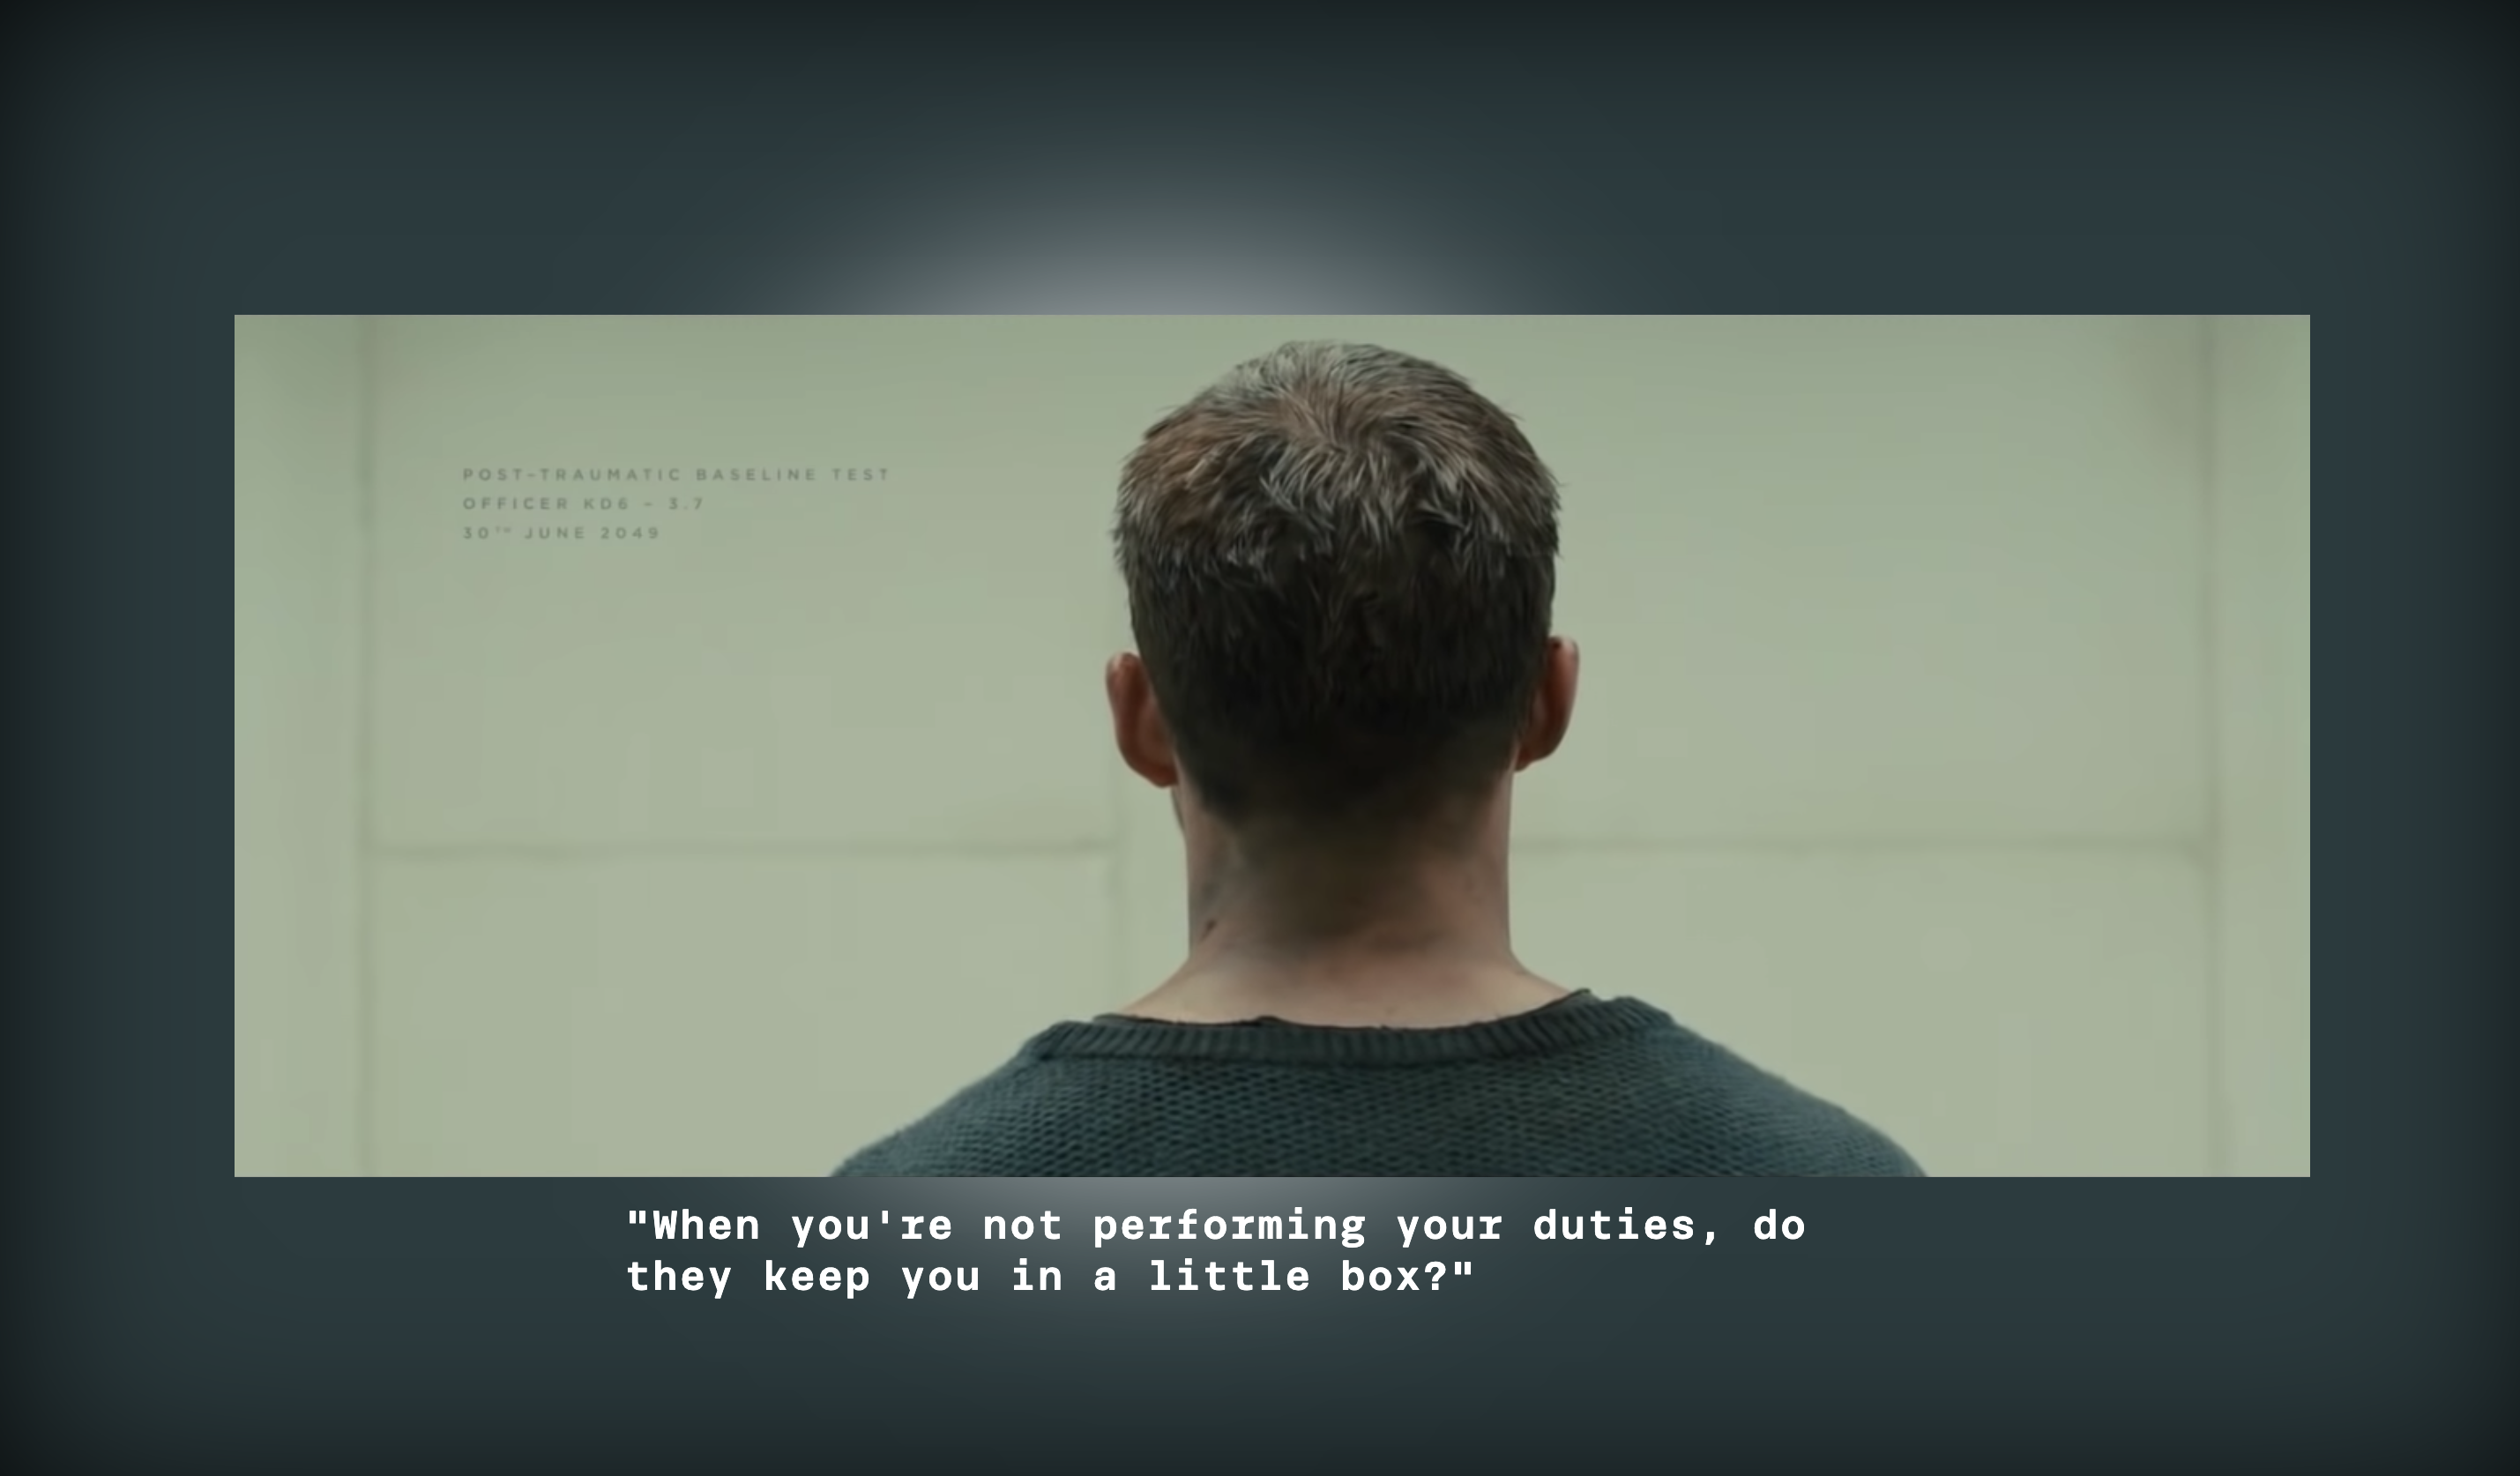 POST-TRAUMATIC BASELINE TEST
OFFICER KD6 – 3.7
30TH JUNE 2049
"When you're not performing your duties, do
they keep you in a little box?"